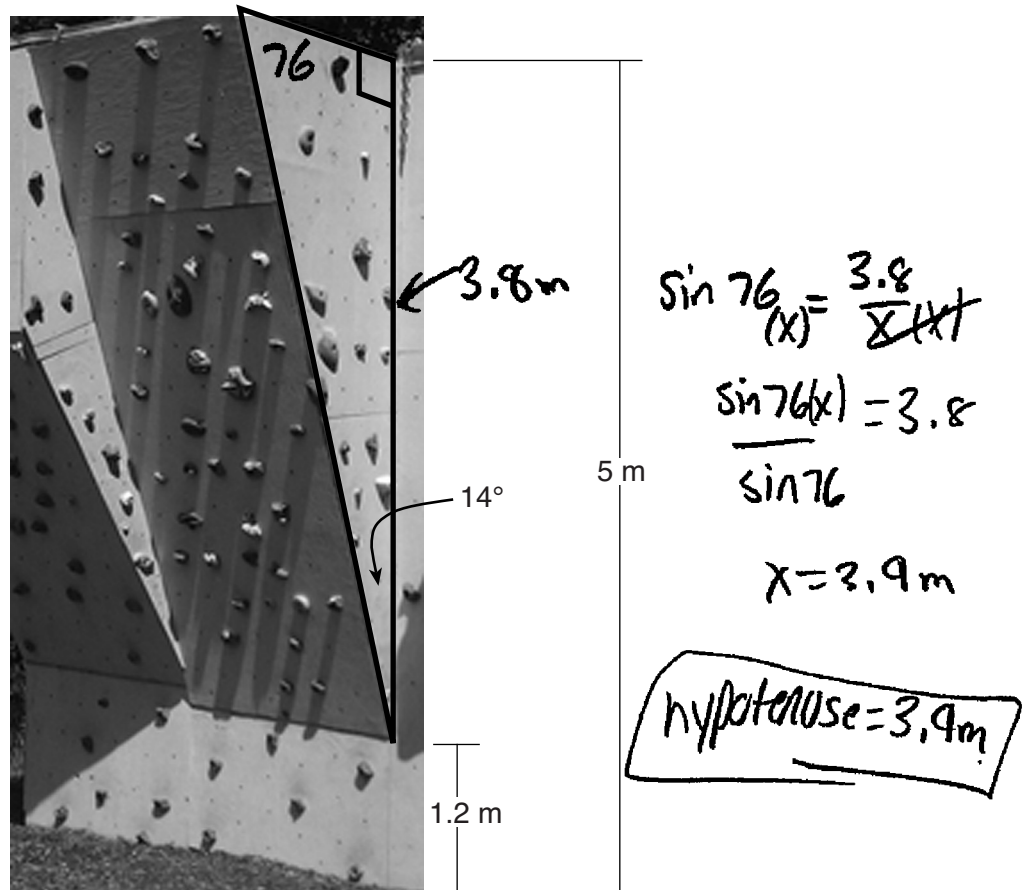 76
3.8m
5 m
14°
1.2 m
sin 76 (x) = 3.8 / x (x)
sin76(x) = 3.8
sin76
x = 3.9m
hypotenuse = 3.9m